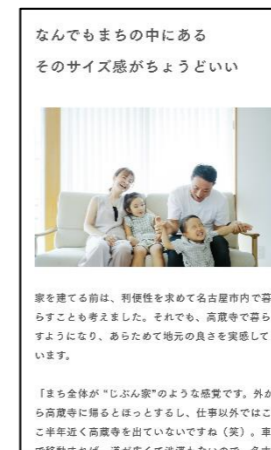 なんでもまちの中にある
そのサイズ感がちょうどいい
家を建てる前は、利便性を求めて名古屋市内で暮
らすことも考えました。それでも、高蔵寺で暮ら
すようになり、あらためて地元の良さを実感して
います。
「まち全体が“じぶん家”のような感覚です。外か
ら高蔵寺に帰るとほっとするし、仕事以外ではこ
こ半年近く高蔵寺を出ていないですね（笑）。車